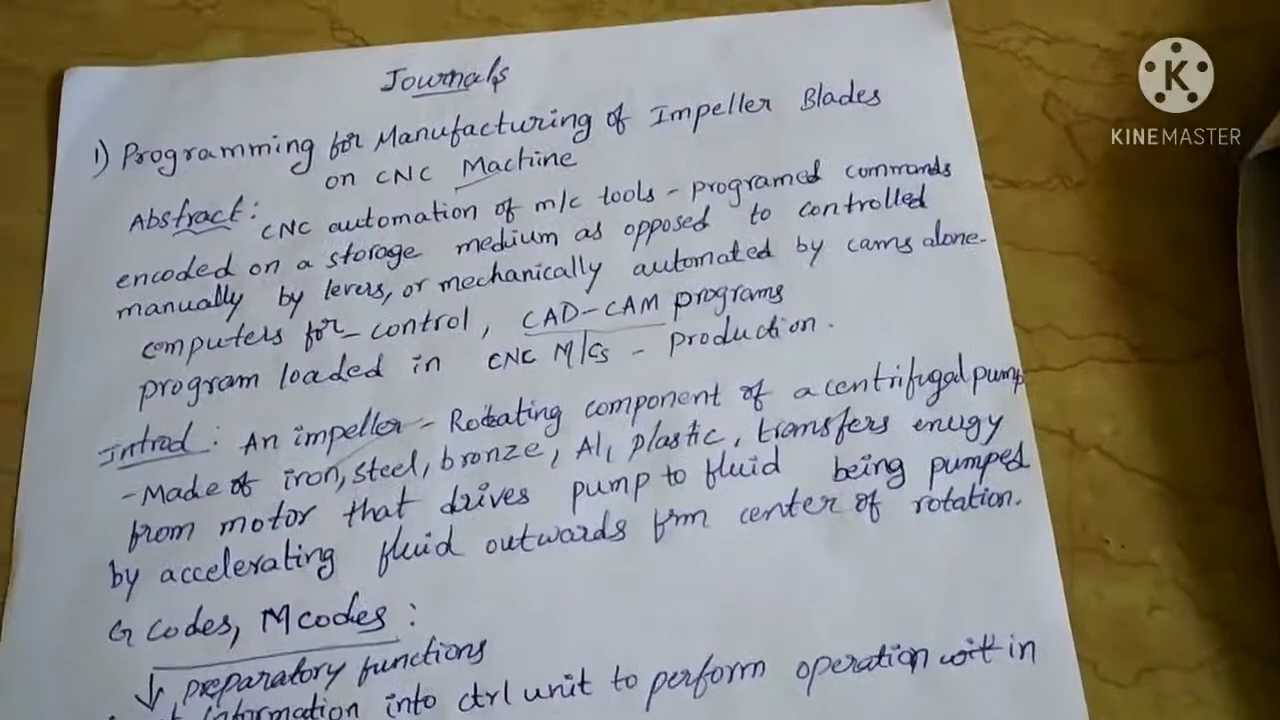 Journals
1) Programming for Manufacturing of Impeller Blades
on CNC Machine
Abstract:
CNC automation of m/c tools - programed commands
encoded on a storage medium as opposed to controlled
manually by levers, or mechanically automated by cams alone.
computers for control, CAD-CAM programs
program loaded in CNC M/Cs - production.
Introd: An impeller - Rotating component of a centrifugal pump
- Made of iron, steel, bronze, Al, plastic, transfers energy
from motor that drives pump to fluid being pumped
by accelerating fluid outwards frm center of rotation.
G codes, M codes:
↓ preparatory functions
information into ctrl unit to perform operation in
K
KINEMASTER